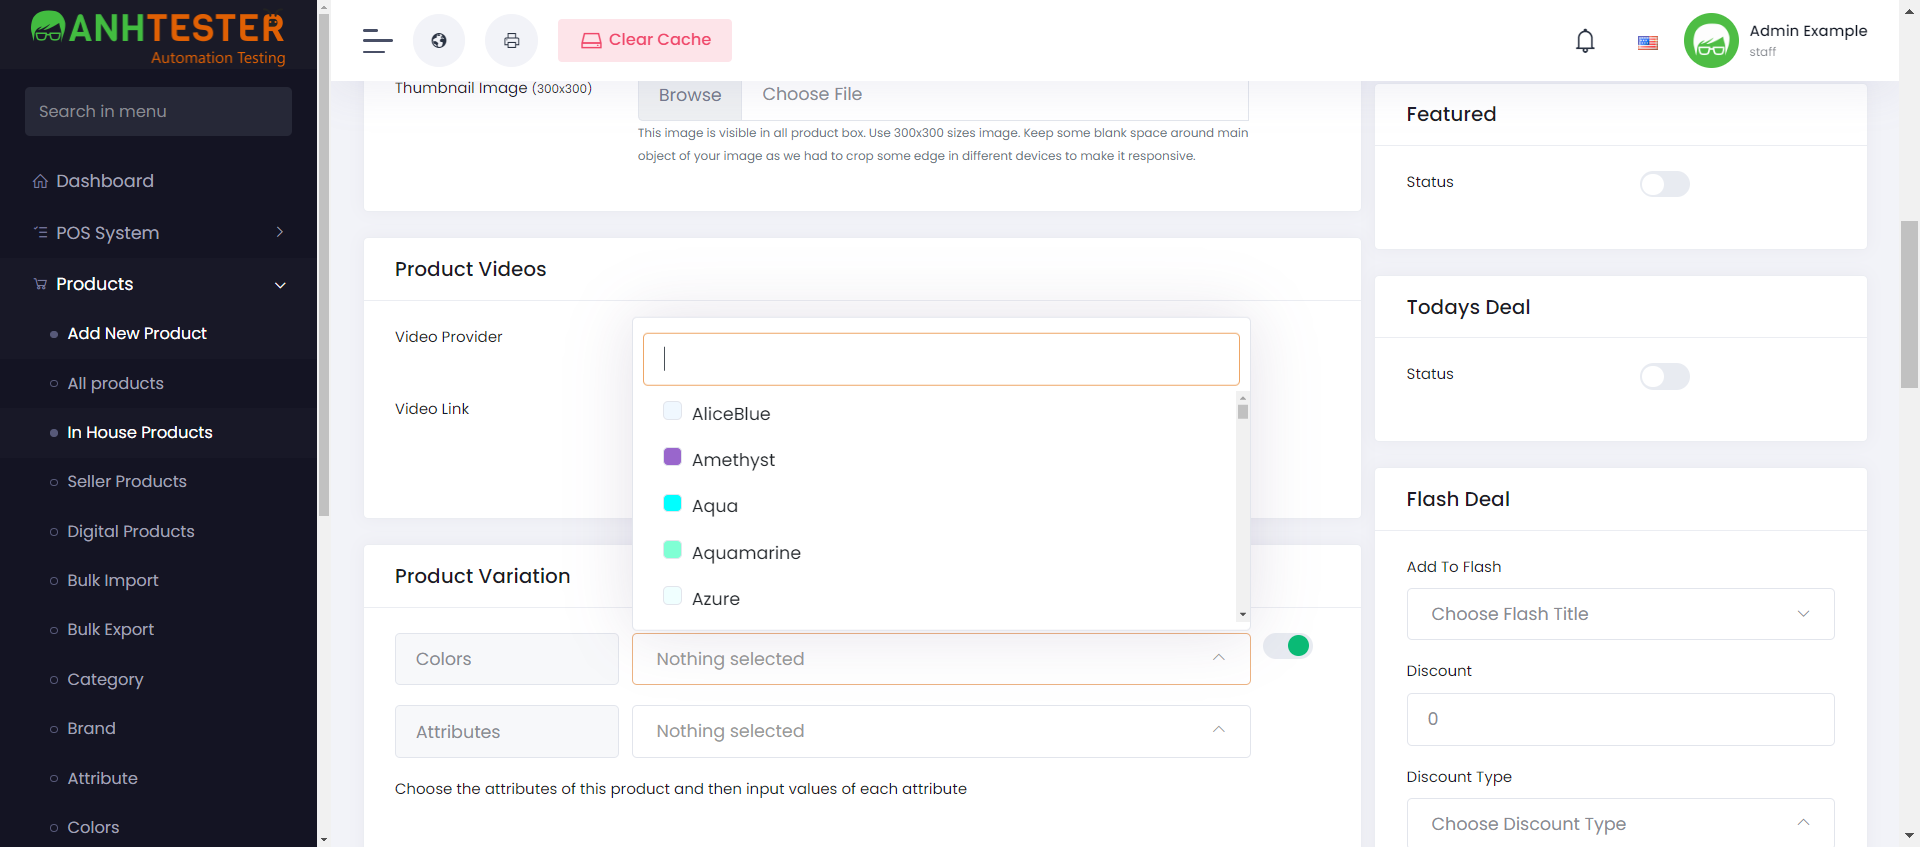 ANHTESTER
Automation Testing
Search in menu
Dashboard
POS System
Products
Add New Product
All products
In House Products
Seller Products
Digital Products
Bulk Import
Bulk Export
Category
Brand
Attribute
Colors
Clear Cache
Admin Example
staff
Thumbnail Image (300x300)
Browse
Choose File
This image is visible in all product box. Use 300x300 sizes image. Keep some blank space around main
object of your image as we had to crop some edge in different devices to make it responsive.
Product Videos
Video Provider
Video Link
AliceBlue
Amethyst
Aqua
Aquamarine
Azure
Product Variation
Colors
Nothing selected
Attributes
Nothing selected
Choose the attributes of this product and then input values of each attribute
Featured
Status
Todays Deal
Status
Flash Deal
Add To Flash
Choose Flash Title
Discount
0
Discount Type
Choose Discount Type